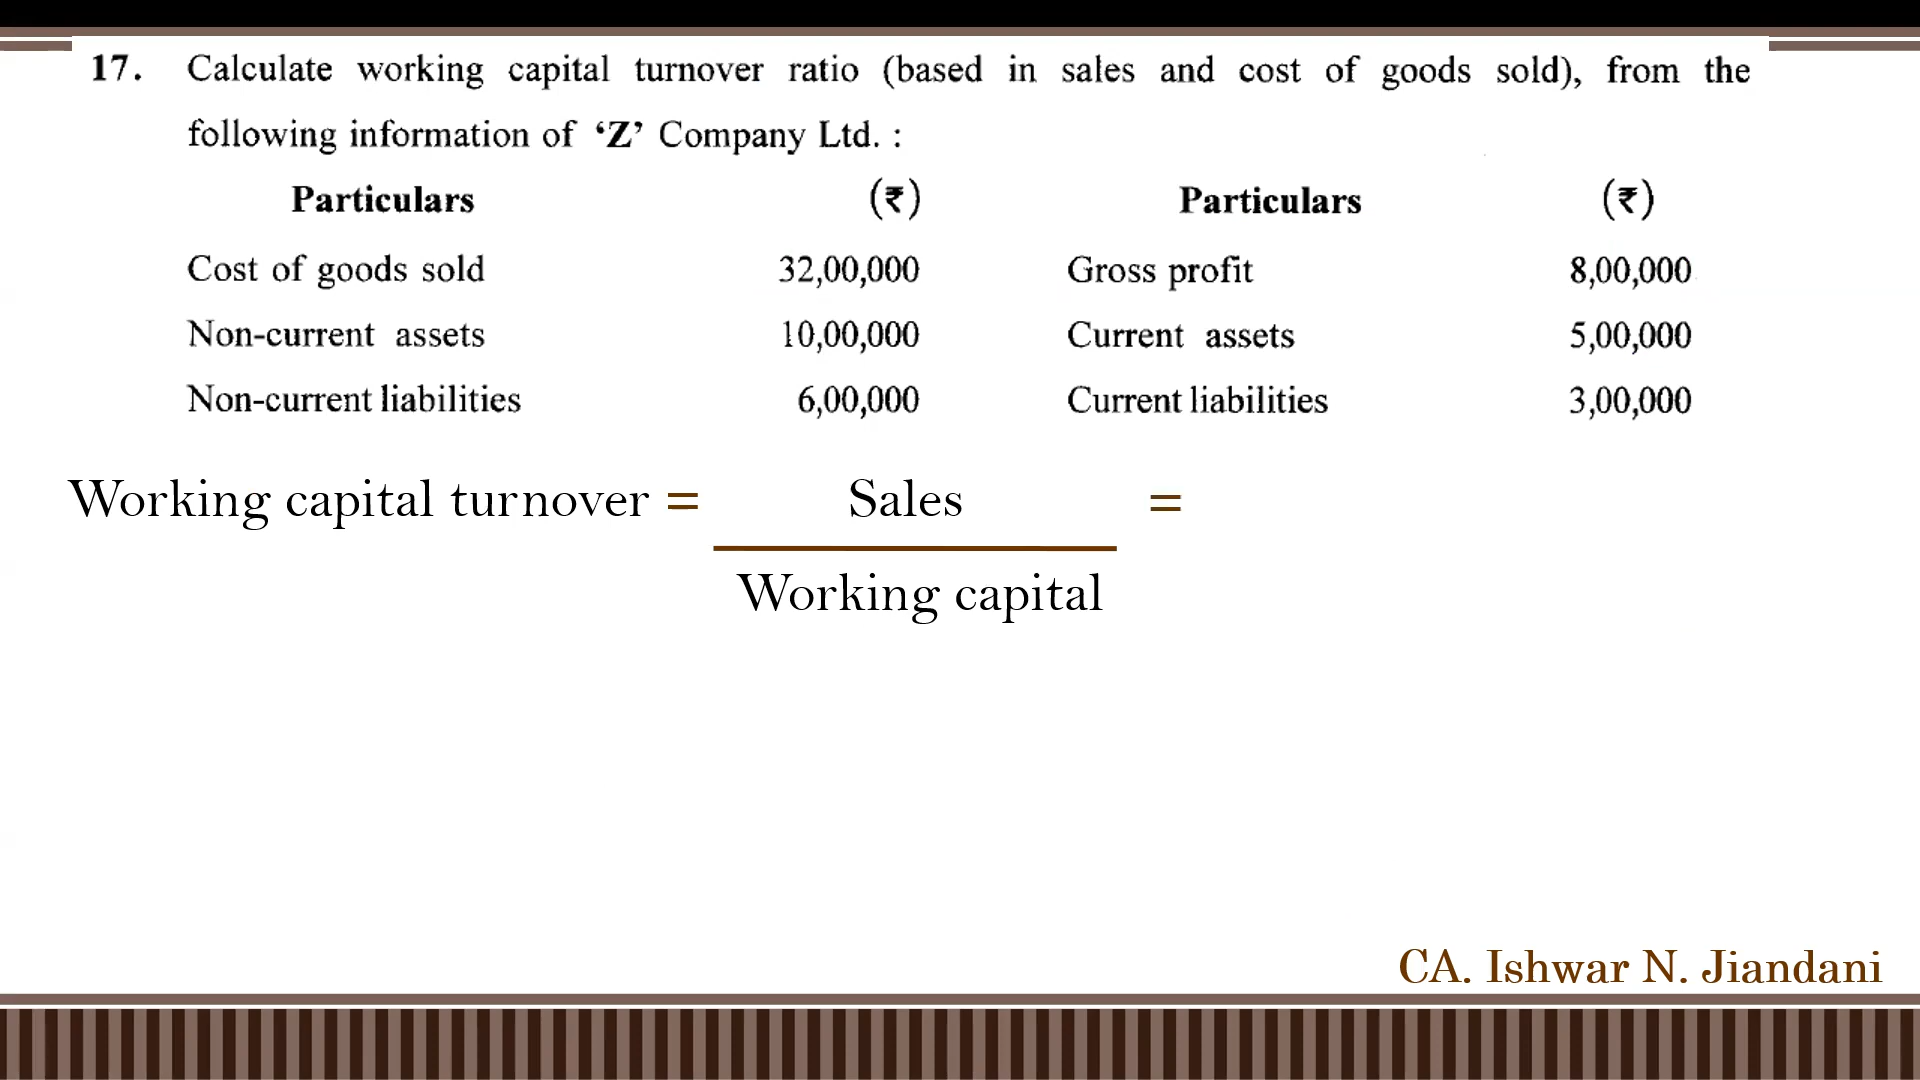 17. Calculate working capital turnover ratio (based in sales and cost of goods sold), from the
following information of ‘Z’ Company Ltd. :
Particulars (₹) Particulars (₹)
Cost of goods sold 32,00,000 Gross profit 8,00,000
Non-current assets 10,00,000 Current assets 5,00,000
Non-current liabilities 6,00,000 Current liabilities 3,00,000
Working capital turnover = Sales =
Working capital
CA. Ishwar N. Jiandani